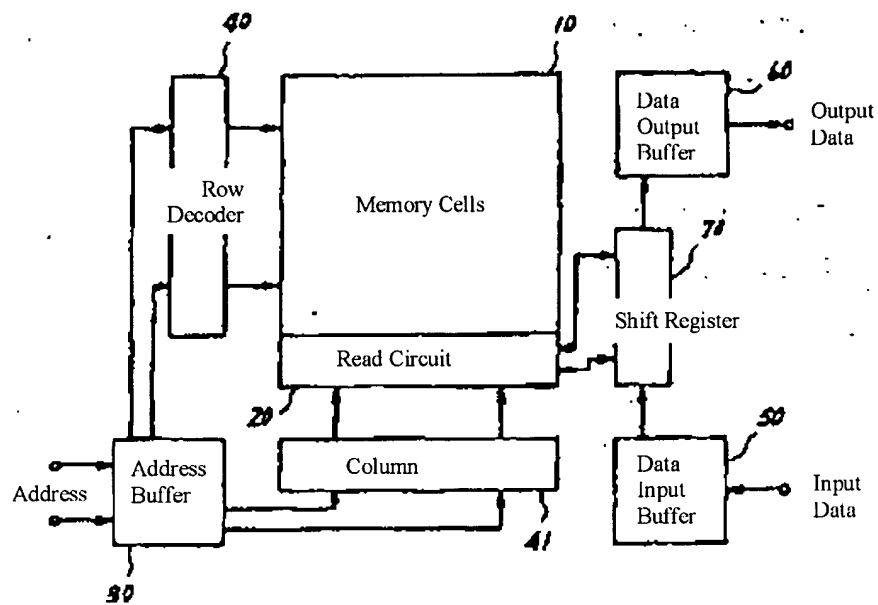 40
10
60
Data
Output
Buffer
Output
Data
Row
Decoder
Memory Cells
Shift Register
Read Circuit
20
50
Address
Buffer
Address
Column
Data
Input
Buffer
Input
Data
41